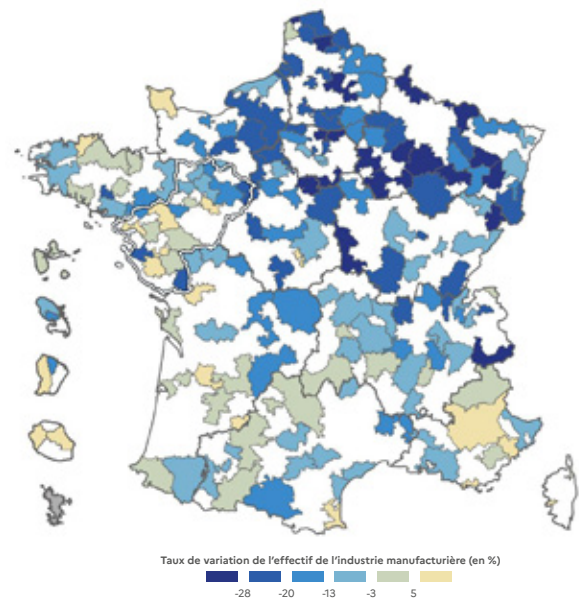 Taux de variation de l'effectif de l'industrie manufacturière (en %)
-28 -20 -13 -3 5